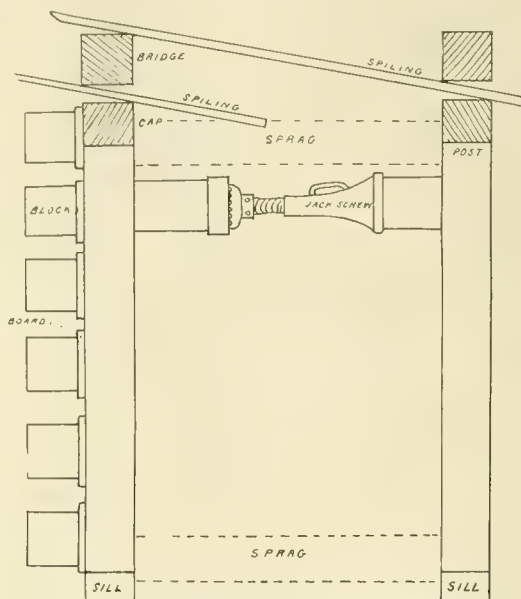 BRIDGE
SPILING
SPILING
CAP
SPRAG
POST
BLOCK
JACK SCREW
BOARD
SPRAG
SILL
SILL